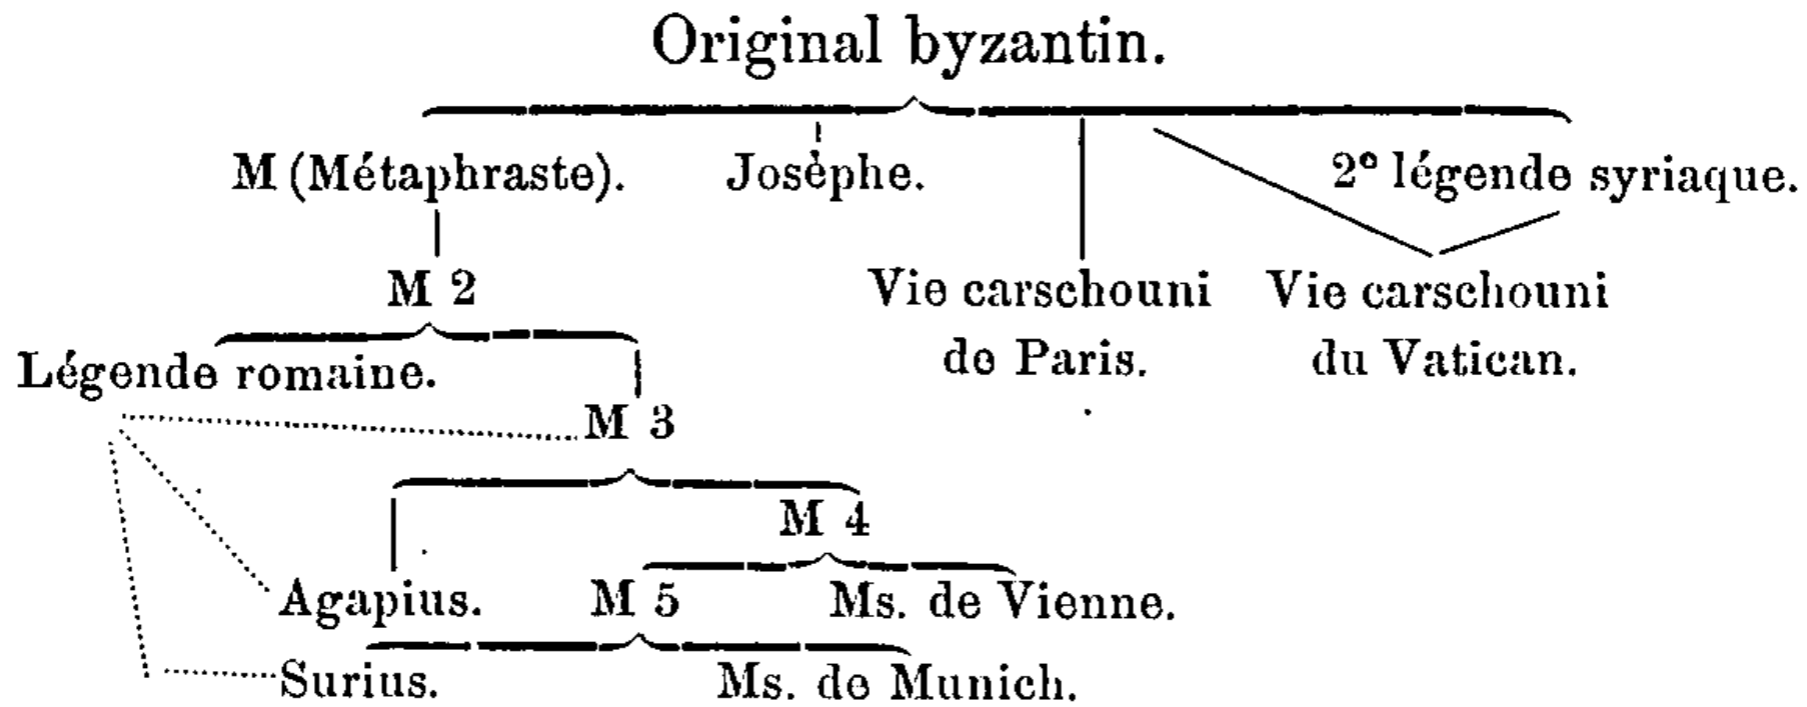 Original byzantin.
M (Métaphraste). Josèphe. 2e légende syriaque.
M 2 Vie carschouni Vie carschouni
de Paris. du Vatican.
Légende romaine.
M 3
M 4
Agapius. M 5 Ms. de Vienne.
Surius. Ms. de Munich.